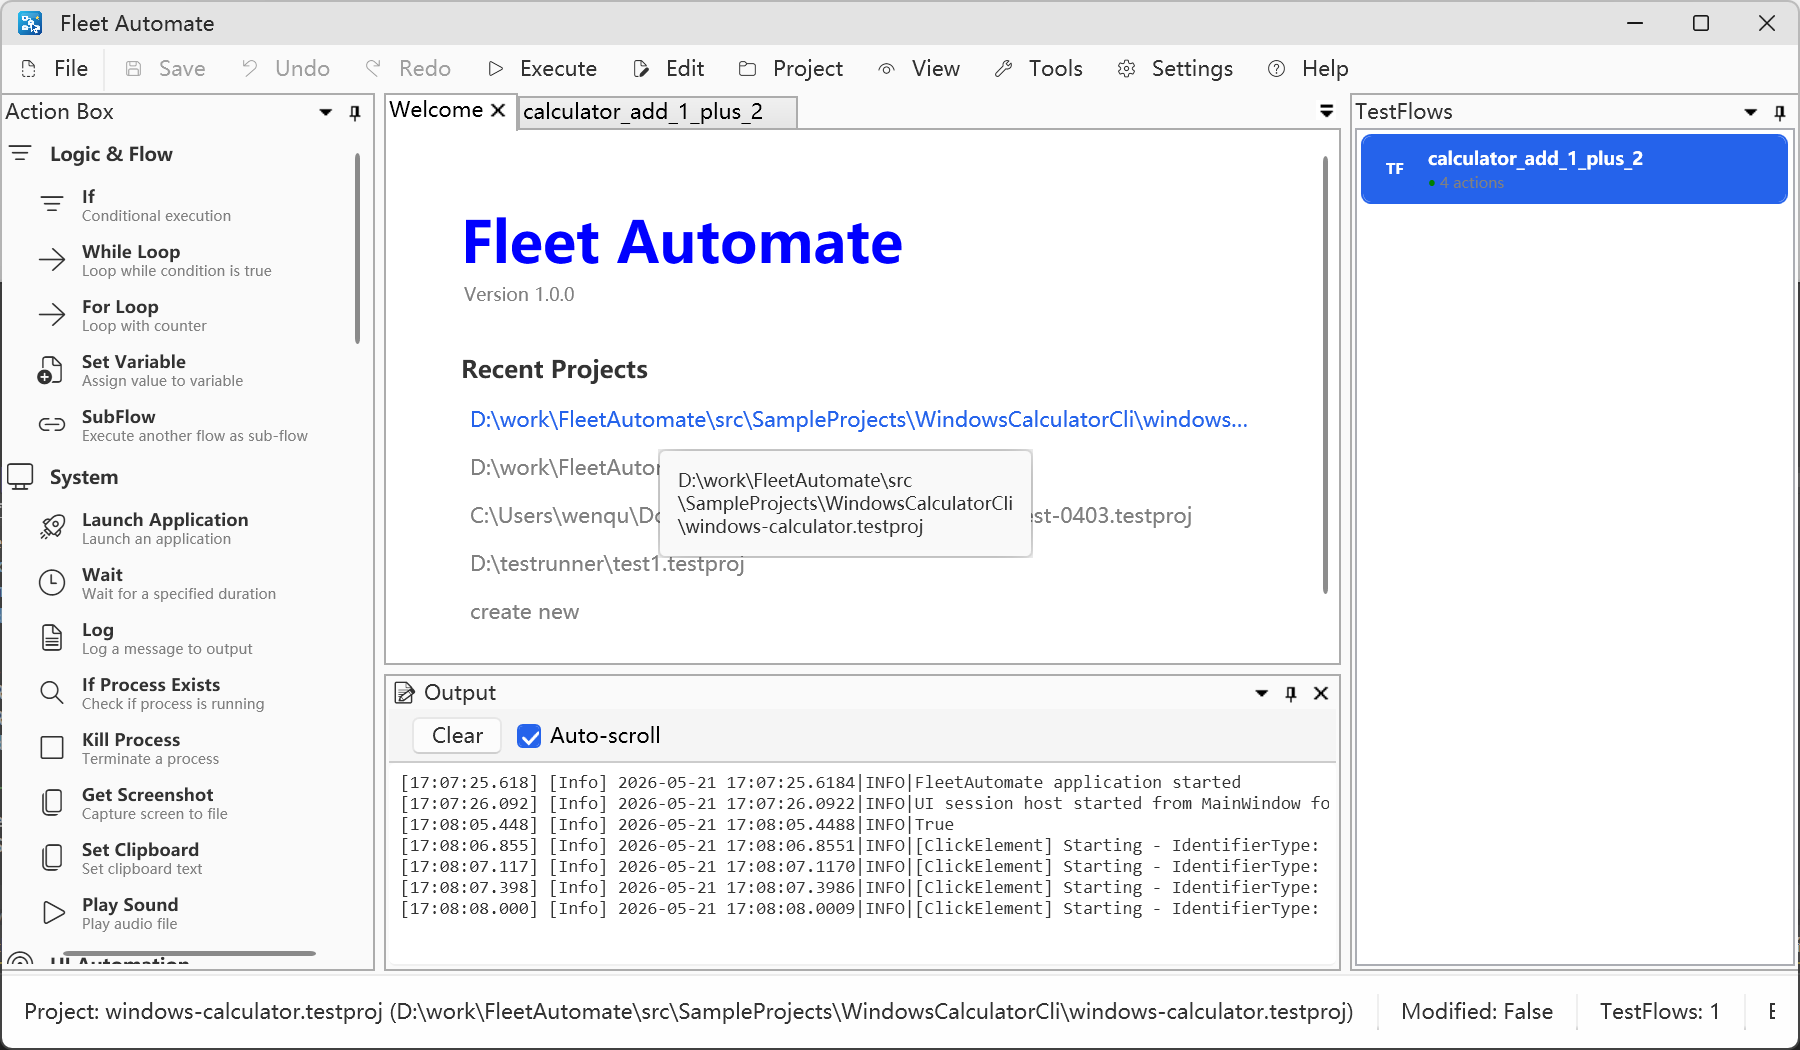 Fleet Automate
File
Save
Undo
Redo
Execute
Edit
Project
View
Tools
Settings
Help
Action Box
Logic & Flow
If
Conditional execution
While Loop
Loop while condition is true
For Loop
Loop with counter
Set Variable
Assign value to variable
SubFlow
Execute another flow as sub-flow
System
Launch Application
Launch an application
Wait
Wait for a specified duration
Log
Log a message to output
If Process Exists
Check if process is running
Kill Process
Terminate a process
Get Screenshot
Capture screen to file
Set Clipboard
Set clipboard text
Play Sound
Play audio file
UI Automation
Welcome
calculator_add_1_plus_2
Fleet Automate
Version 1.0.0
Recent Projects
D:\work\FleetAutomate\src\SampleProjects\WindowsCalculatorCli\windows...
D:\work\FleetAutor
C:\Users\wenqu\Do
est-0403.testproj
D:\testrunner\test1.testproj
create new
D:\work\FleetAutomate\src
\SampleProjects\WindowsCalculatorCli
\windows-calculator.testproj
Output
Clear
Auto-scroll
[17:07:25.618] [Info] 2026-05-21 17:07:25.6184|INFO|FleetAutomate application started
[17:07:26.092] [Info] 2026-05-21 17:07:26.0922|INFO|UI session host started from MainWindow fo
[17:08:05.448] [Info] 2026-05-21 17:08:05.4488|INFO|True
[17:08:06.855] [Info] 2026-05-21 17:08:06.8551|INFO|[ClickElement] Starting - IdentifierType:
[17:08:07.117] [Info] 2026-05-21 17:08:07.1170|INFO|[ClickElement] Starting - IdentifierType:
[17:08:07.398] [Info] 2026-05-21 17:08:07.3986|INFO|[ClickElement] Starting - IdentifierType:
[17:08:08.000] [Info] 2026-05-21 17:08:08.0009|INFO|[ClickElement] Starting - IdentifierType:
TestFlows
TF
calculator_add_1_plus_2
4 actions
Project: windows-calculator.testproj (D:\work\FleetAutomate\src\SampleProjects\WindowsCalculatorCli\windows-calculator.testproj)
Modified: False
TestFlows: 1